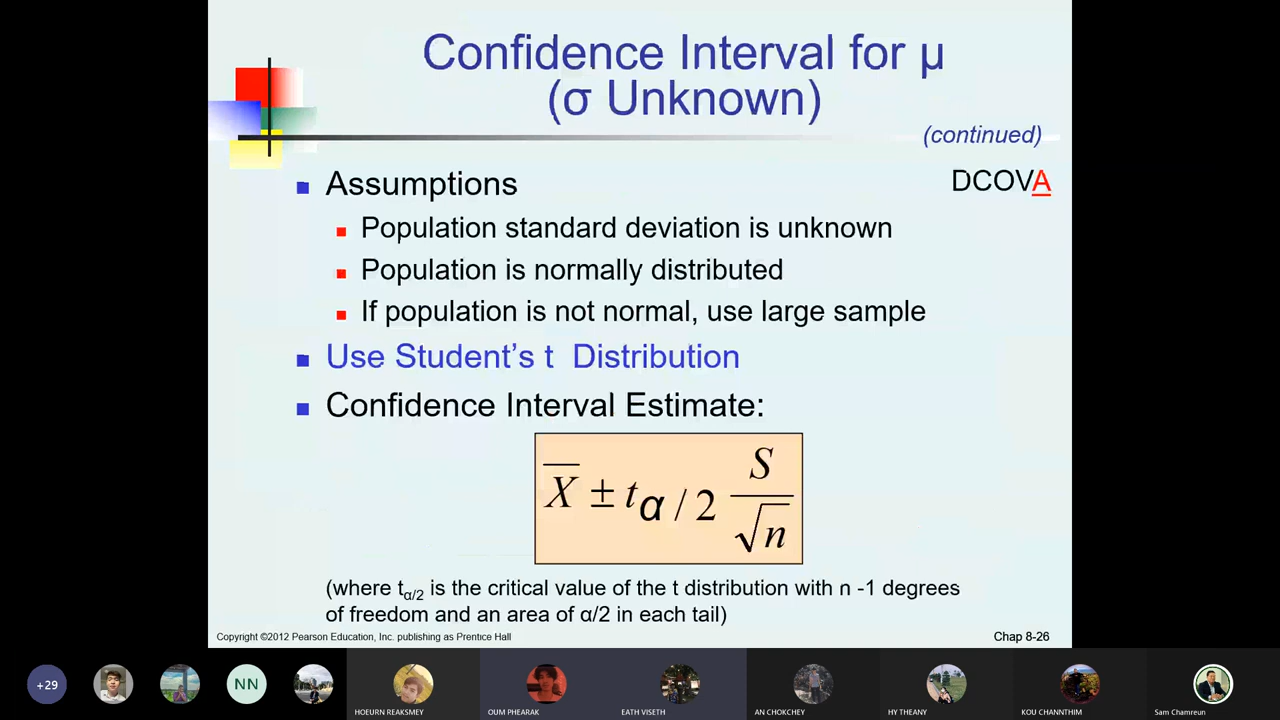 Confidence Interval for μ
(σ Unknown)
(continued)
DCOVA
Assumptions
Population standard deviation is unknown
Population is normally distributed
If population is not normal, use large sample
Use Student’s t Distribution
Confidence Interval Estimate:
X̅ ± tα/2 S/√n
(where tα/2 is the critical value of the t distribution with n -1 degrees
of freedom and an area of α/2 in each tail)
Copyright ©2012 Pearson Education, Inc. publishing as Prentice Hall
Chap 8-26
+29
NN
HOEURN REAKSMEY
OUM PHEARAK
EATH VISETH
AN CHOKCHEY
HY THEANY
KOU CHANNTHIM
Sam Chamreun